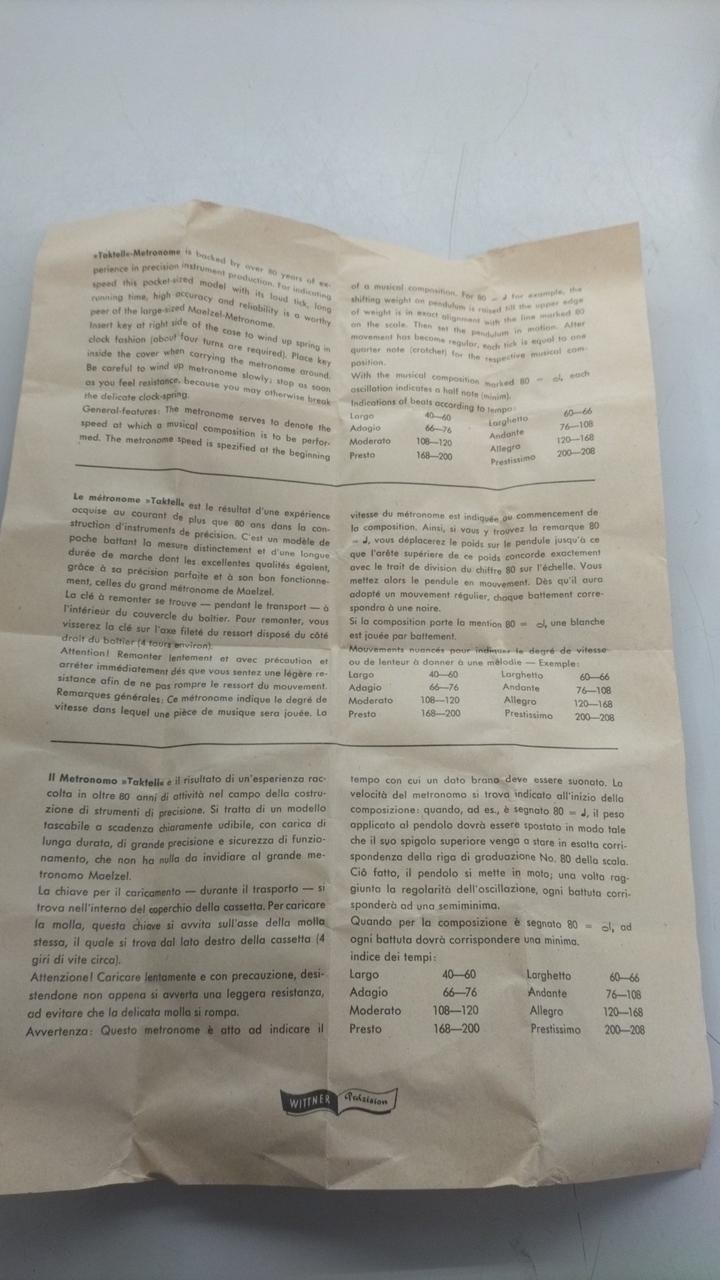 »Taktell«-Metronome is backed by over 80 years of ex-
perience in precision instrument production. For indicating
speed this pocket-sized model with its loud tick, long
running time, high accuracy and reliability is a worthy
peer of the large-sized Maelzel-Metronome.
Insert key at right side of the case to wind up spring in
clock fashion (about four turns are required). Place key
inside the cover when carrying the metronome around.
Be careful to wind up metronome slowly; stop as soon
as you feel resistance, because you may otherwise break
the delicate clock-spring.
General-features: The metronome serves to denote the
speed at which a musical composition is to be perfor-
med. The metronome speed is spezified at the beginning
of a musical composition. For 80 = ♩ for example, the
shifting weight on pendulum is raised till the upper edge
of weight is in exact alignment with the line marked 80
on the scale. Then set the pendulum in motion. After
movement has become regular, each tick is equal to one
quarter note (crotchet) for the respective musical com-
position.
With the musical composition marked 80 = 𝅗𝅥, each
oscillation indicates a half note (minim).
Indications of beats according to tempo:
Largo 40—60 Larghetto 60—66
Adagio 66—76 Andante 76—108
Moderato 108—120 Allegro 120—168
Presto 168—200 Prestissimo 200—208
Le métronome »Taktell« est le résultat d'une expérience
acquise au courant de plus que 80 ans dans la con-
struction d'instruments de précision. C'est un modèle de
poche battant la mesure distinctement et d'une longue
durée de marche dont les excellentes qualités égalent,
grâce à sa précision parfaite et à son bon fonctionne-
ment, celles du grand métronome de Maelzel.
La clé à remonter se trouve — pendant le transport — à
l'intérieur du couvercle du boîtier. Pour remonter, vous
visserez la clé sur l'axe fileté du ressort disposé du côté
droit du boîtier (4 tours environ).
Attention! Remonter lentement et avec précaution et
arrêter immédiatement dés que vous sentez une légère re-
sistance afin de ne pas rompre le ressort du mouvement.
Remarques générales: Ce métronome indique le degré de
vitesse dans lequel une pièce de musique sera jouée. La
vitesse du métronome est indiquée au commencement de
la composition. Ainsi, si vous y trouvez la remarque 80
= ♩, vous déplacerez le poids sur le pendule jusqu'à ce
que l'arête supérieure de ce poids concorde exactement
avec le trait de division du chiffre 80 sur l'échelle. Vous
mettez alors le pendule en mouvement. Dès qu'il aura
adopté un mouvement régulier, chaque battement corre-
spondra à une noire.
Si la composition porte la mention 80 = 𝅗𝅥, une blanche
est jouée par battement.
Mouvements nuancés pour indiquer le degré de vitesse
ou de lenteur à donner à une mélodie — Exemple:
Largo 40—60 Larghetto 60—66
Adagio 66—76 Andante 76—108
Moderato 108—120 Allegro 120—168
Presto 168—200 Prestissimo 200—208
Il Metronomo »Taktell« è il risultato di un'esperienza rac-
colta in oltre 80 anni di attività nel campo della costru-
zione di strumenti di precisione. Si tratta di un modello
tascabile a scadenza chiaramente udibile, con carica di
lunga durata, di grande precisione e sicurezza di funzio-
namento, che non ha nulla da invidiare al grande me-
tronomo Maelzel.
La chiave per il caricamento — durante il trasporto — si
trova nell'interno del coperchio della cassetta. Per caricare
la molla, questa chiave si avvita sull'asse della molla
stessa, il quale si trova dal lato destro della cassetta (4
giri di vite circa).
Attenzione! Caricare lentamente e con precauzione, desi-
stendone non appena si avverta una leggera resistanza,
ad evitare che la delicata molla si rompa.
Avvertenza: Questo metronomo è atto ad indicare il
tempo con cui un dato brano deve essere suonato. La
velocità del metronomo si trova indicato all'inizio della
composizione: quando, ad es., è segnato 80 = ♩, il peso
applicato al pendolo dovrà essere spostato in modo tale
che il suo spigolo superiore venga a stare in esatta corri-
spondenza della riga di graduazione No. 80 della scala.
Ciò fatto, il pendolo si mette in moto; una volta rag-
giunta la regolarità dell'oscillazione, ogni battuta corri-
sponderà ad una semiminima.
Quando per la composizione è segnato 80 = 𝅗𝅥, ad
ogni battuta dovrà corrispondere una minima.
indice dei tempi:
Largo 40—60 Larghetto 60—66
Adagio 66—76 Andante 76—108
Moderato 108—120 Allegro 120—168
Presto 168—200 Prestissimo 200—208
WITTNER Präzision